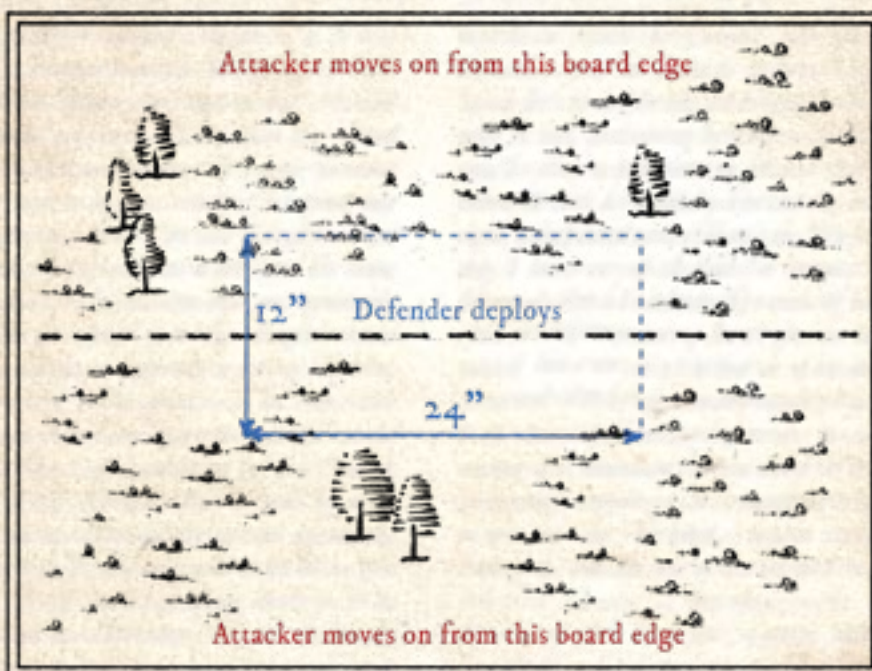 Attacker moves on from this board edge
12”
Defender deploys
24”
Attacker moves on from this board edge